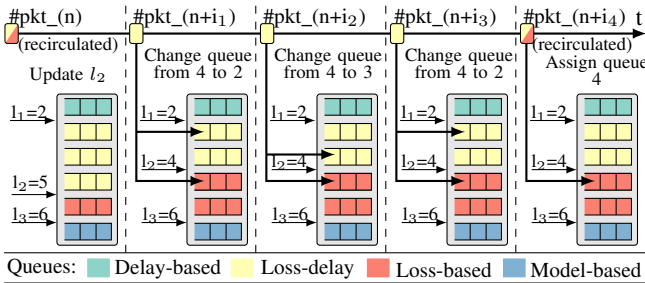 #pkt_(n) #pkt_(n+i₁) #pkt_(n+i₂) #pkt_(n+i₃) #pkt_(n+i₄) t
(recirculated) (recirculated)
Update l₂ Change queue Change queue Change queue Assign queue
from 4 to 2 from 4 to 3 from 4 to 2 4
l₁=2 l₁=2 l₁=2 l₁=2 l₁=2
l₂=4 l₂=4 l₂=4 l₂=4
l₂=5
l₃=6 l₃=6 l₃=6 l₃=6 l₃=6
Queues: Delay-based Loss-delay Loss-based Model-based